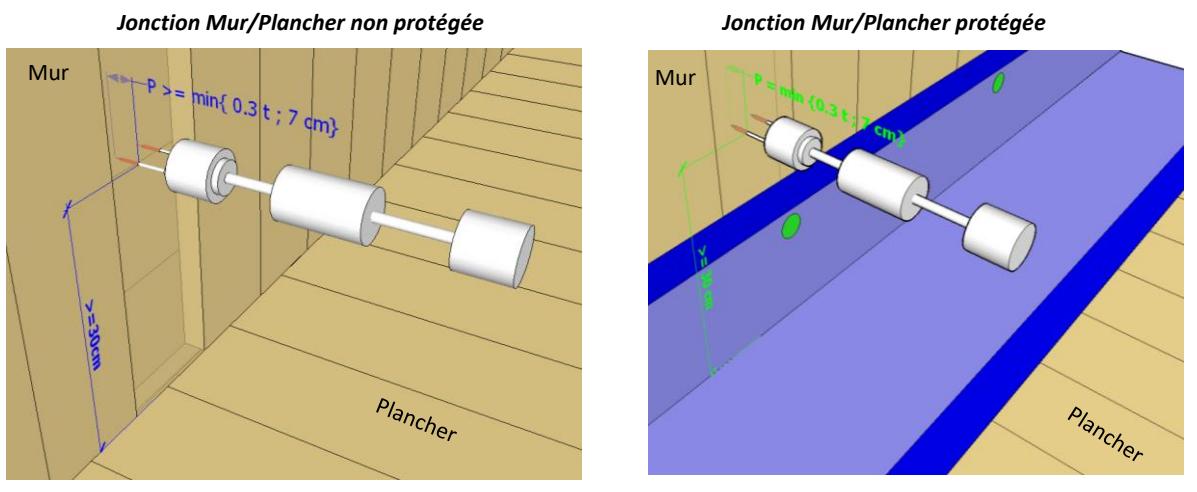 Jonction Mur/Plancher non protégée
Jonction Mur/Plancher protégée
Mur
P >= min{ 0.3 t ; 7 cm}
<=30cm
Plancher
Mur
P = min {0.3 t ; 7 cm}
<=30 cm
Plancher